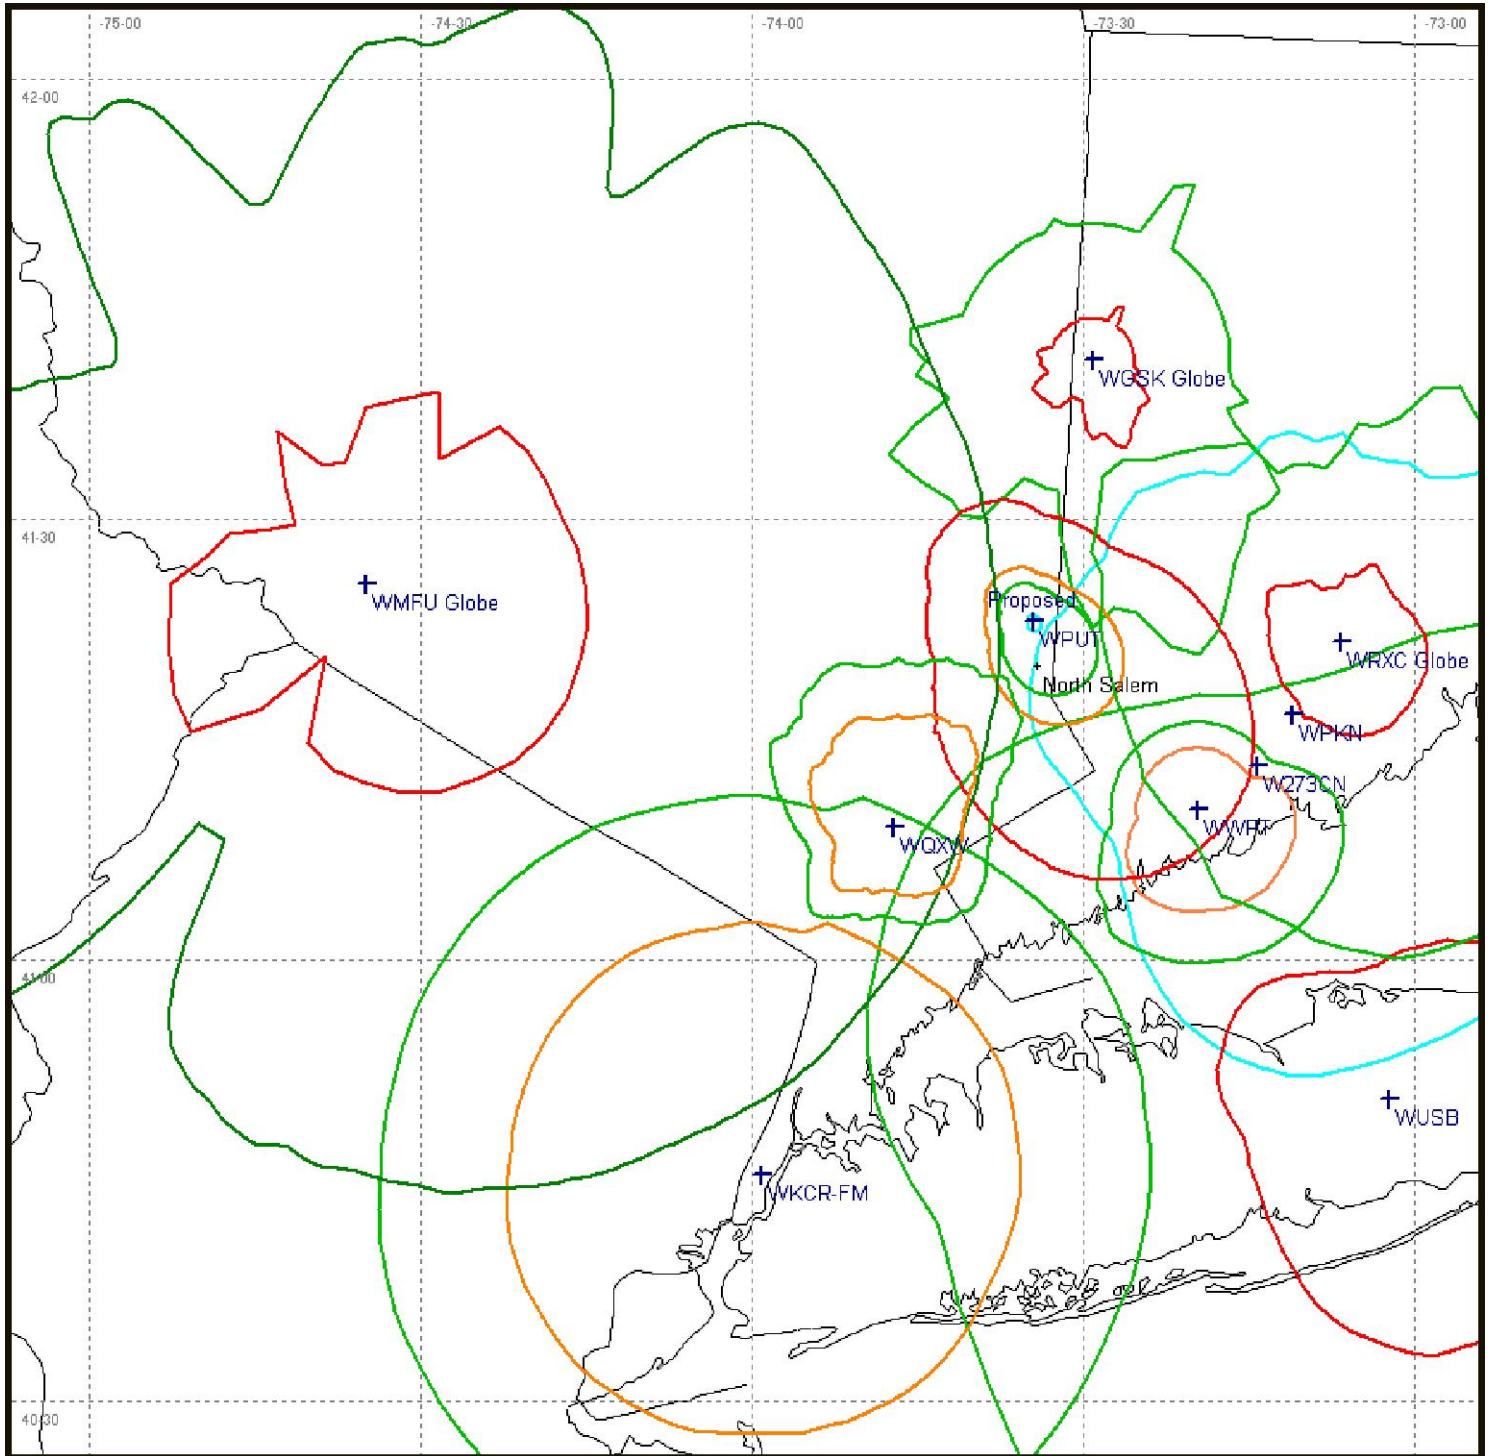 -75-00
-74-30
-74-00
-73-30
-73-00
42-00
WGSK Globe
41-30
WMFU Globe
Proposed
WPUT
WRXC Globe
North Salem
WPKN
W273CN
WWPT
WQXW
41-00
WUSB
WKCR-FM
40-30